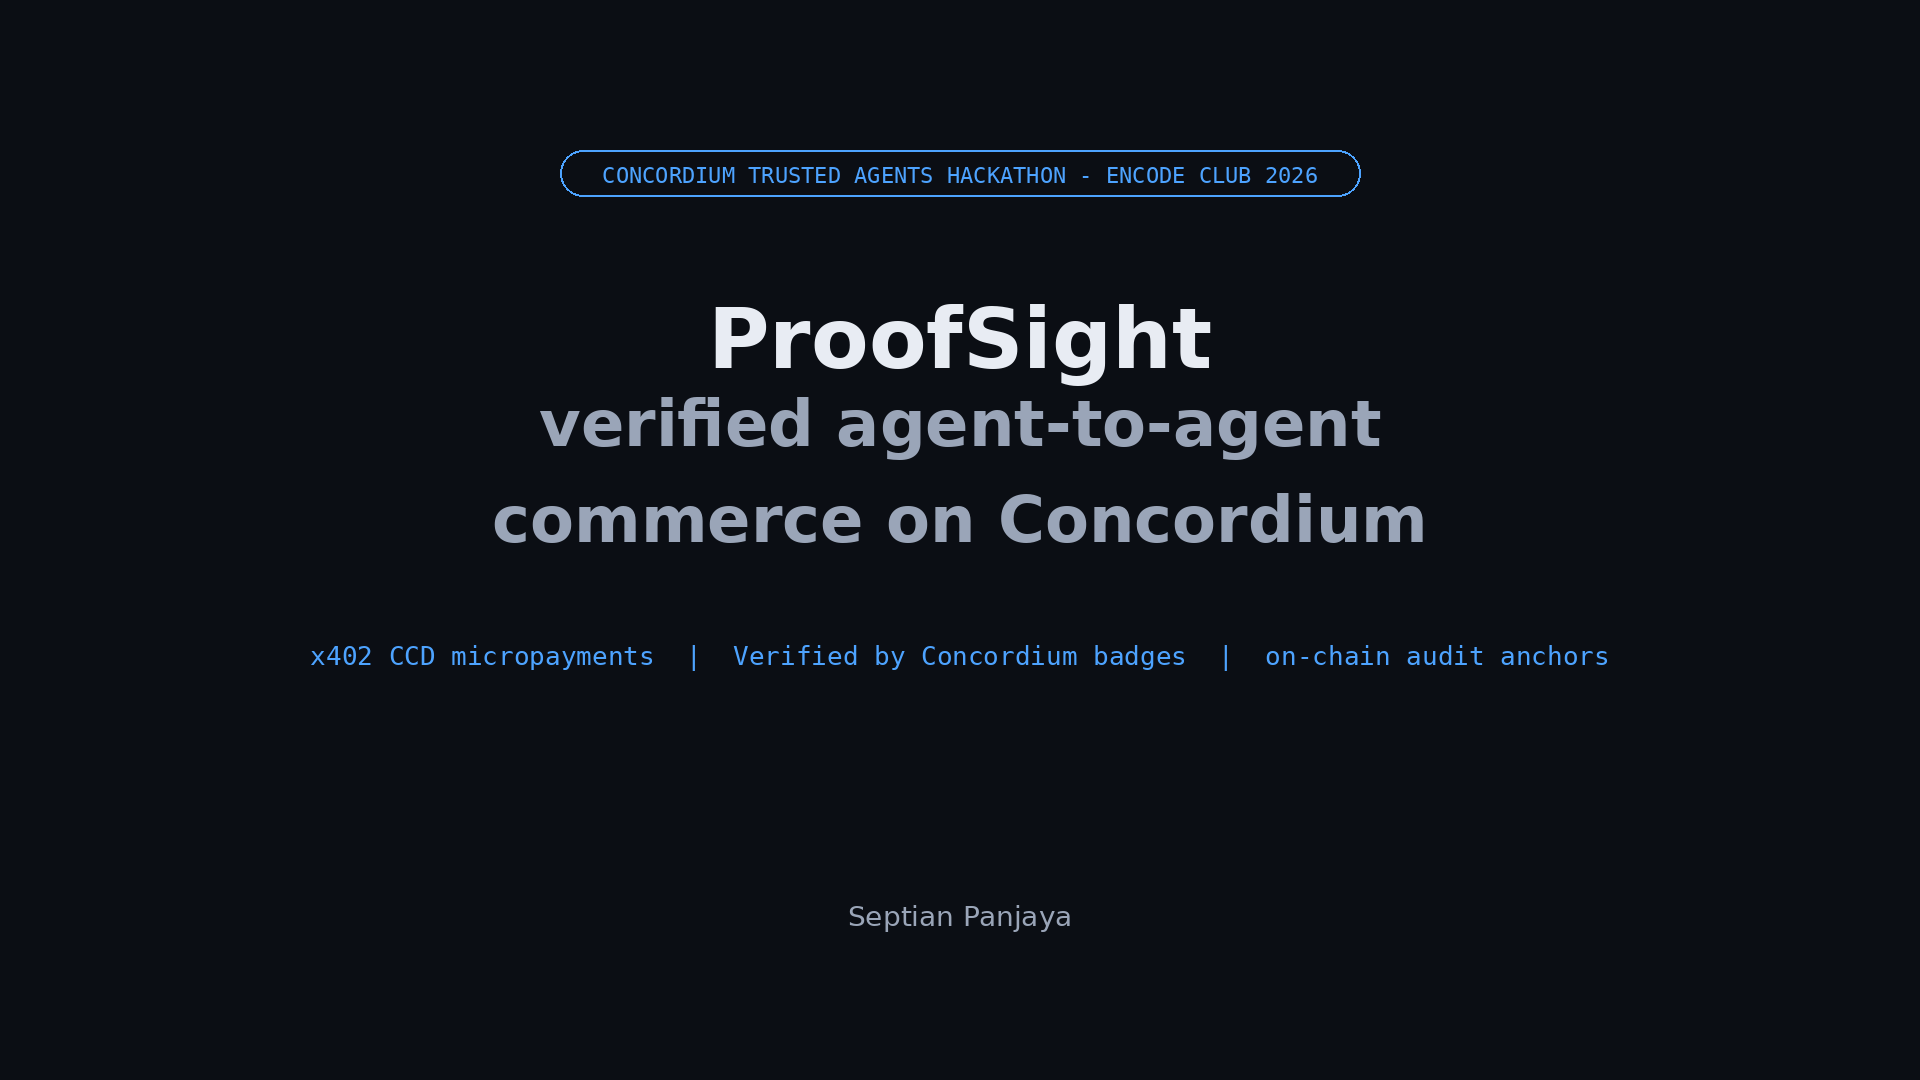 CONCORDIUM TRUSTED AGENTS HACKATHON - ENCODE CLUB 2026
ProofSight
verified agent-to-agent
commerce on Concordium
x402 CCD micropayments | Verified by Concordium badges | on-chain audit anchors
Septian Panjaya